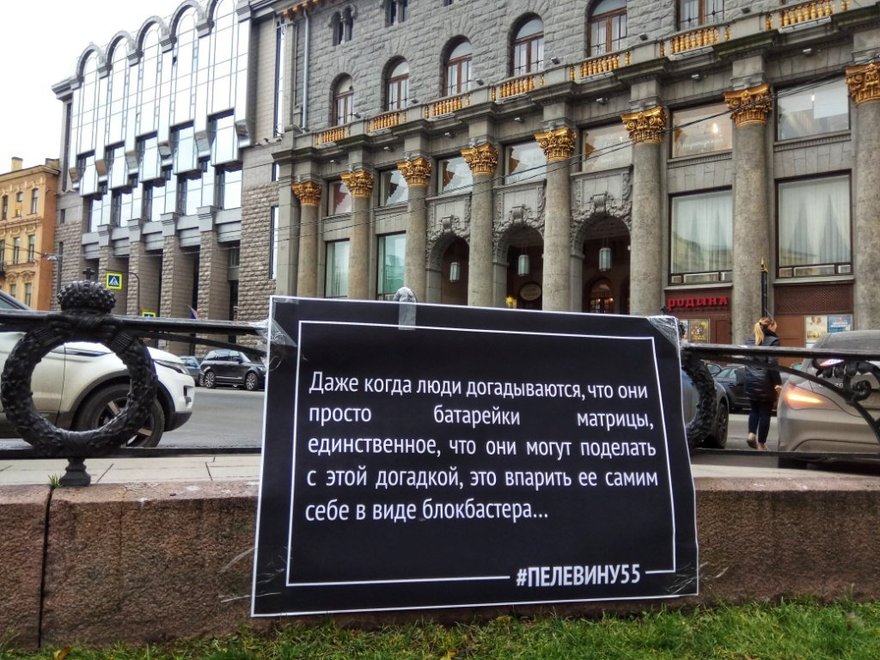 РОДЫНА
Даже когда люди догадываются, что они
просто батарейки матрицы,
единственное, что они могут поделать
с этой догадкой, это впарить ее самим
себе в виде блокбастера...
#ПЕЛЕВИНУ55